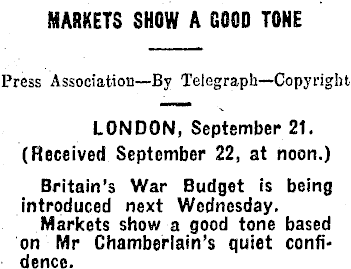 MARKETS SHOW A GOOD TONE
Press Association—By Telegraph—Copyright
LONDON, September 21.
(Received September 22, at noon.)
Britain's War Budget is being
introduced next Wednesday.
Markets show a good tone based
on Mr Chamberlain's quiet confi-
dence.